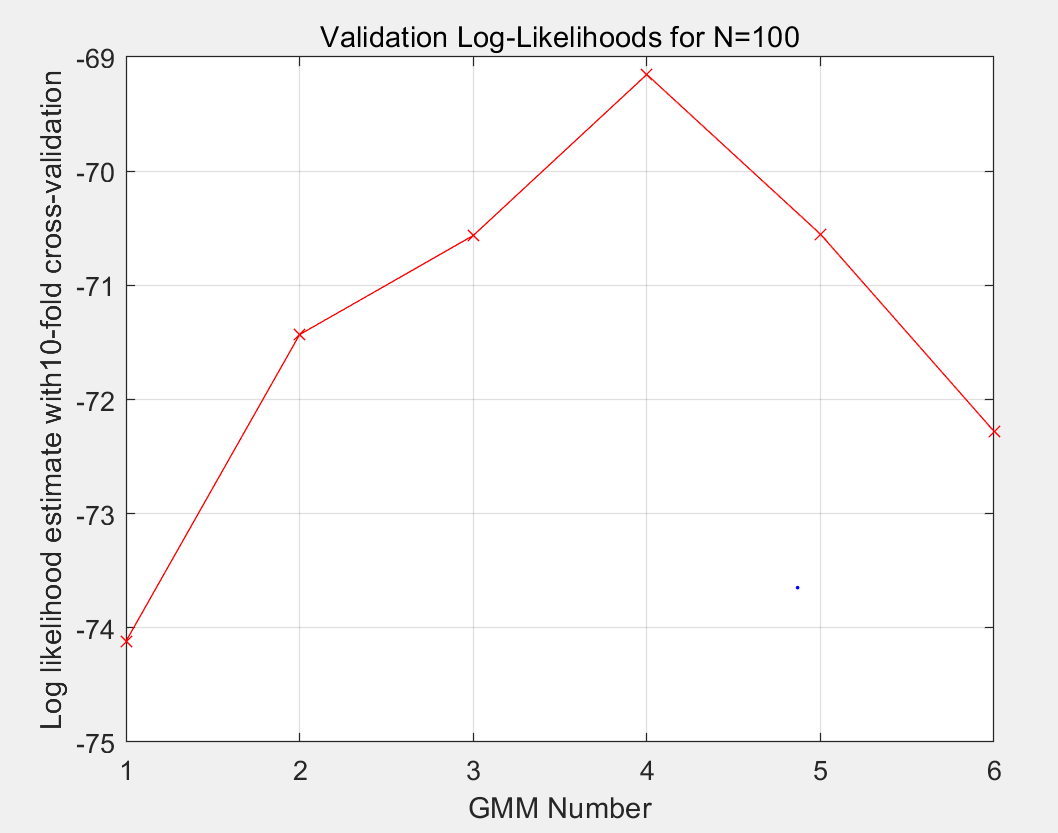 Validation Log-Likelihoods for N=100
Log likelihood estimate with10-fold cross-validation
-69
-70
-71
-72
-73
-74
-75
1 2 3 4 5 6
GMM Number